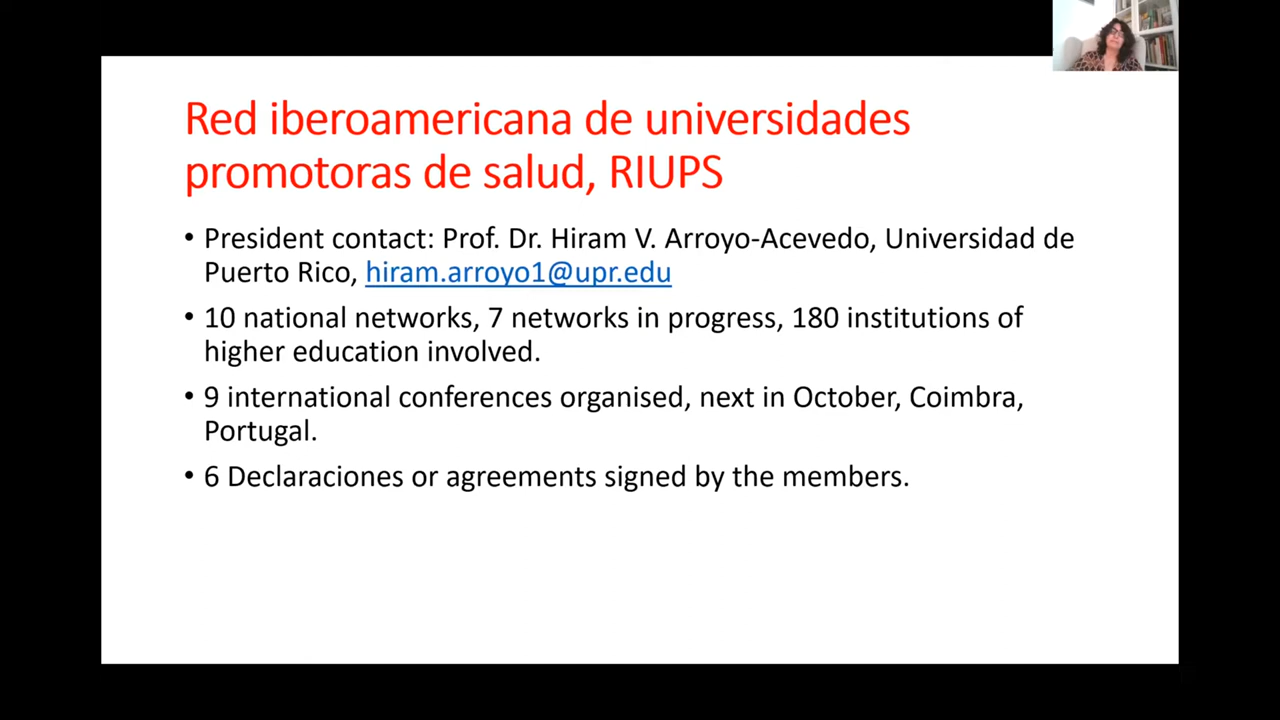 Red iberoamericana de universidades
promotoras de salud, RIUPS
• President contact: Prof. Dr. Hiram V. Arroyo-Acevedo, Universidad de
Puerto Rico, hiram.arroyo1@upr.edu
• 10 national networks, 7 networks in progress, 180 institutions of
higher education involved.
• 9 international conferences organised, next in October, Coimbra,
Portugal.
• 6 Declaraciones or agreements signed by the members.